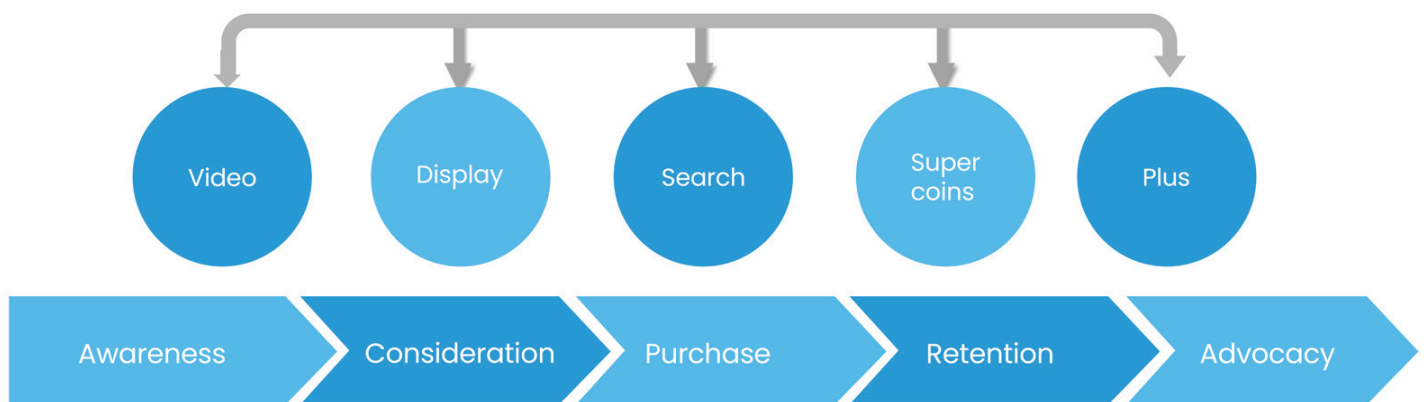 Video
Display
Search
Super
coins
Plus
Awareness
Consideration
Purchase
Retention
Advocacy